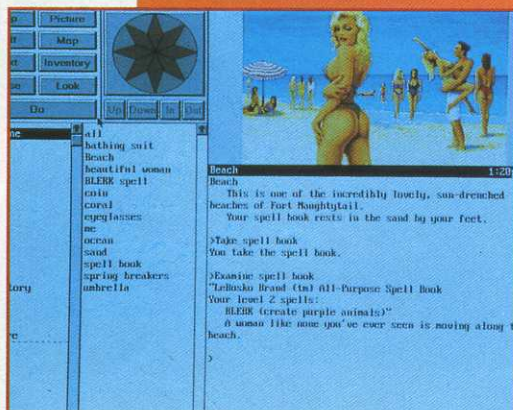 Picture
Map
Inventory
Look
Do
Up Down In Out
me
tory
re
all
bathing suit
Beach
beautiful woman
BLERK spell
coin
coral
eyeglasses
me
ocean
sand
spell book
spring breakers
umbrella
Beach 1:20
Beach
This is one of the incredibly lovely, sun-drenched
beaches of Fort Naughtytail.
Your spell book rests in the sand by your feet.
>Take spell book
You take the spell book.
>Examine spell book
"LeBosku Brand (tm) All-Purpose Spell Book
Your level 2 spells:
BLERK (create purple animals)"
A woman like none you've ever seen is moving along t
beach.
>